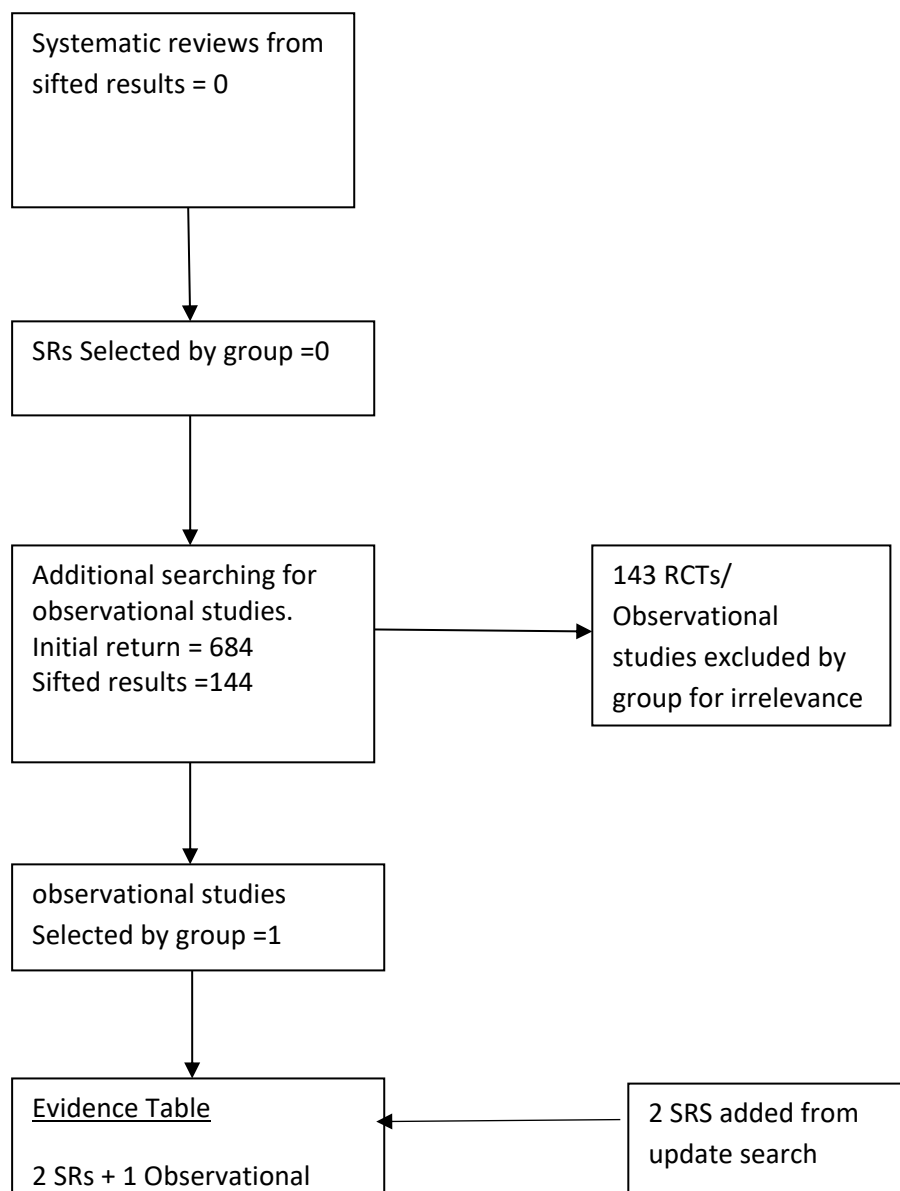 Systematic reviews from
sifted results = 0
SRs Selected by group =0
Additional searching for
observational studies.
Initial return = 684
Sifted results =144
143 RCTs/
Observational
studies excluded by
group for irrelevance
observational studies
Selected by group =1
Evidence Table
2 SRs + 1 Observational
2 SRS added from
update search